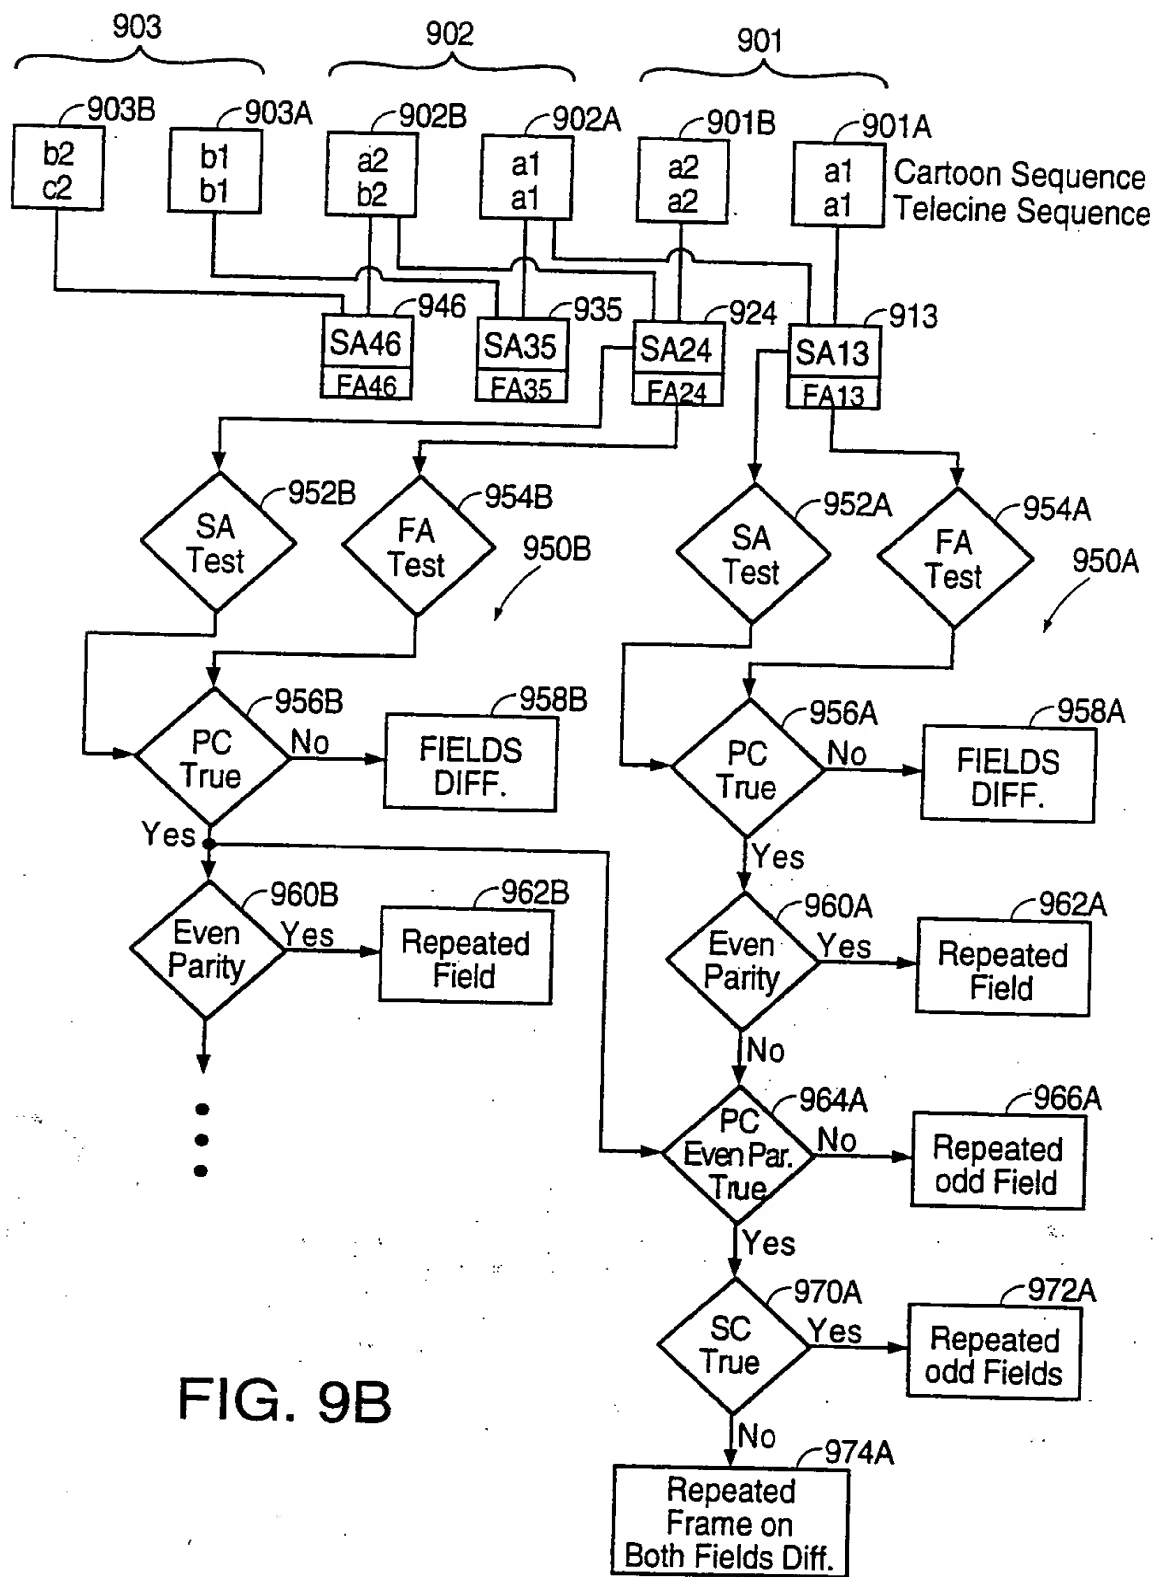 903 902 901
903B 903A 902B 902A 901B 901A
b2 b1 a2 a1 a2 a1 Cartoon Sequence
c2 b1 b2 a1 a2 a1 Telecine Sequence
946 935 924 913
SA46 SA35 SA24 SA13
FA46 FA35 FA24 FA13
952B 954B 952A 954A
SA Test
FA Test
950B
SA Test
FA Test
950A
956B 958B 956A 958A
PC True
No
FIELDS DIFF.
PC True
No
FIELDS DIFF.
Yes
Yes
960B 962B 960A 962A
Even Parity
Yes
Repeated Field
Even Parity
Yes
Repeated Field
No
964A 966A
PC Even Par. True
No
Repeated odd Field
Yes
970A 972A
SC True
Yes
Repeated odd Fields
No
974A
Repeated
Frame on
Both Fields Diff.
FIG. 9B